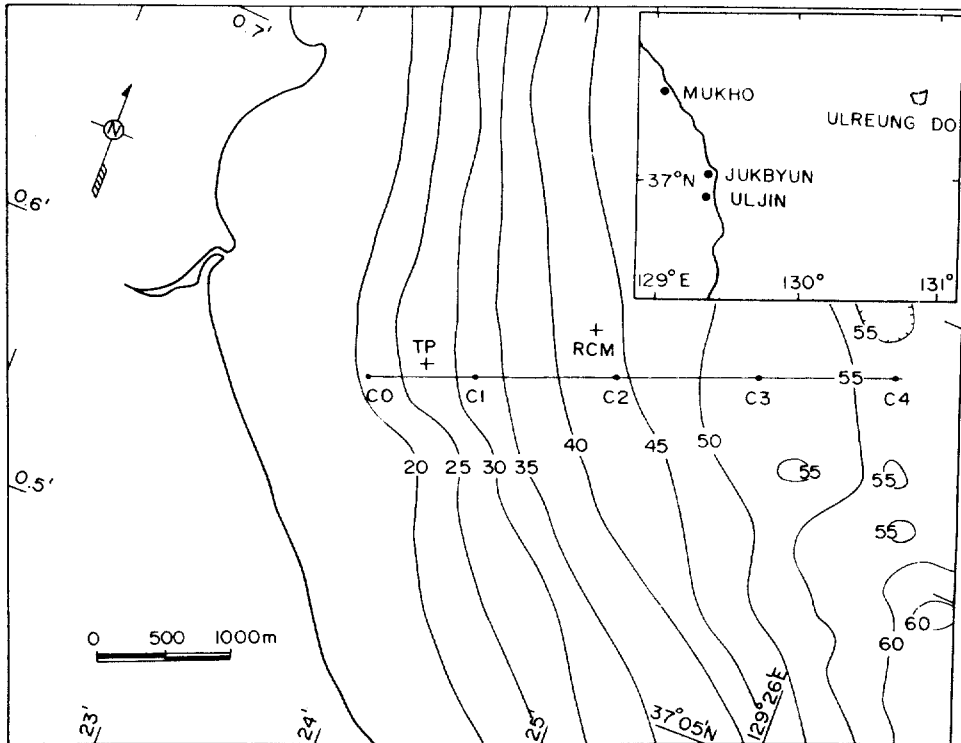 0.7'
MUKHO
ULREUNG DO
N
JUKBYUN
37°N
ULJIN
0.6'
129°E
130°
131°
55
TP
RCM
55
C0
C1
C2
C3
C4
20
25
30
35
40
45
50
55
55
0.5'
55
60
60
0
500
1000m
23'
24'
25'
37°05'N
129°26'E